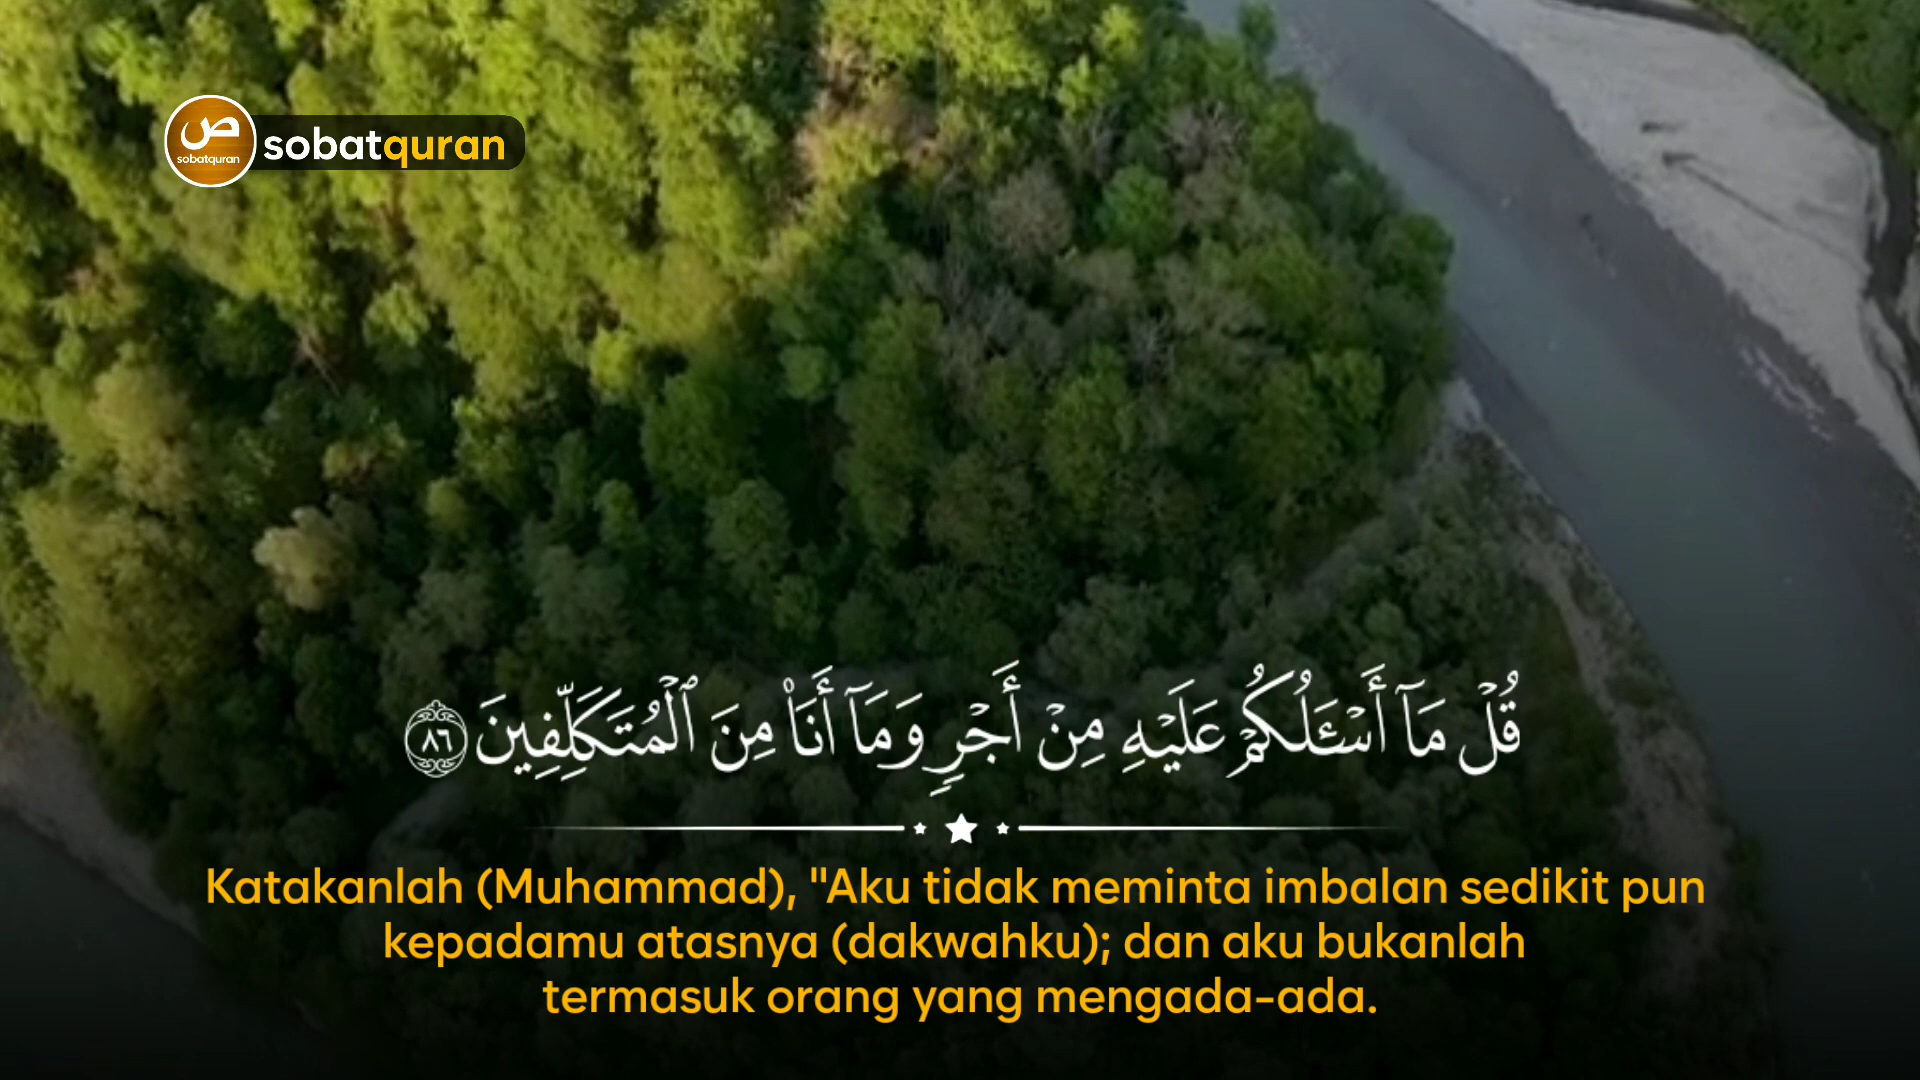 ص
sobatquran
sobatquran
قُلْ مَآ أَسْـَٔلُكُمْ عَلَيْهِ مِنْ أَجْرٍ وَمَآ أَنَا۠ مِنَ ٱلْمُتَكَلِّفِينَ ٨٦
Katakanlah (Muhammad), "Aku tidak meminta imbalan sedikit pun
kepadamu atasnya (dakwahku); dan aku bukanlah
termasuk orang yang mengada-ada.